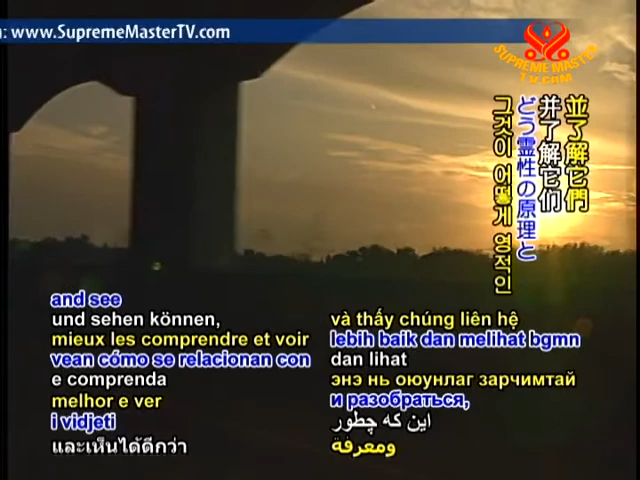 : www.SupremeMasterTV.com
SUPREME MASTER
TV.COM
並了解它們
并了解它们
どう霊性の原理と
그것이 어떻게 영적인
and see
und sehen können,
mieux les comprendre et voir
vean cómo se relacionan con
e comprenda
melhor e ver
i vidjeti
และเห็นได้ดีกว่า
và thấy chúng liên hệ
lebih baik dan melihat bgmn
dan lihat
энэ нь оюунлаг зарчимтай
и разобраться,
این که چطور
ومعرفة